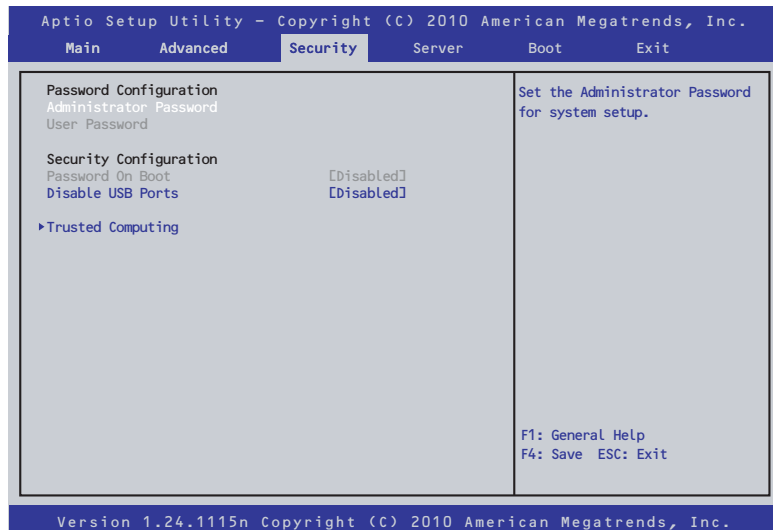 Aptio Setup Utility – Copyright (C) 2010 American Megatrends, Inc.
Main Advanced Security Server Boot Exit
Password Configuration
Administrator Password
User Password
Security Configuration
Password On Boot [Disabled]
Disable USB Ports [Disabled]
Trusted Computing
Set the Administrator Password
for system setup.
F1: General Help
F4: Save ESC: Exit
Version 1.24.1115n Copyright (C) 2010 American Megatrends, Inc.